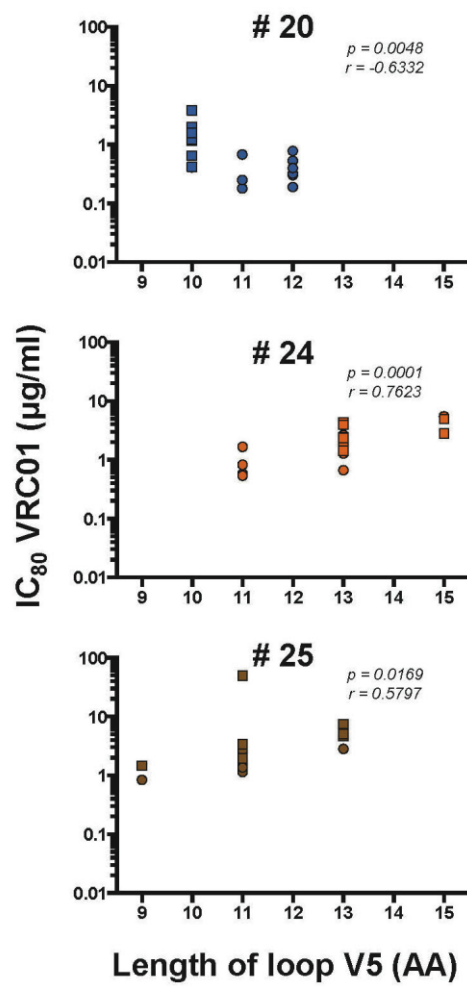 # 20
p = 0.0048
r = -0.6332
100
10
1
0.1
0.01
9 10 11 12 13 14 15
# 24
p = 0.0001
r = 0.7623
100
10
1
0.1
0.01
9 10 11 12 13 14 15
IC80 VRC01 (µg/ml)
# 25
p = 0.0169
r = 0.5797
100
10
1
0.1
0.01
9 10 11 12 13 14 15
Length of loop V5 (AA)